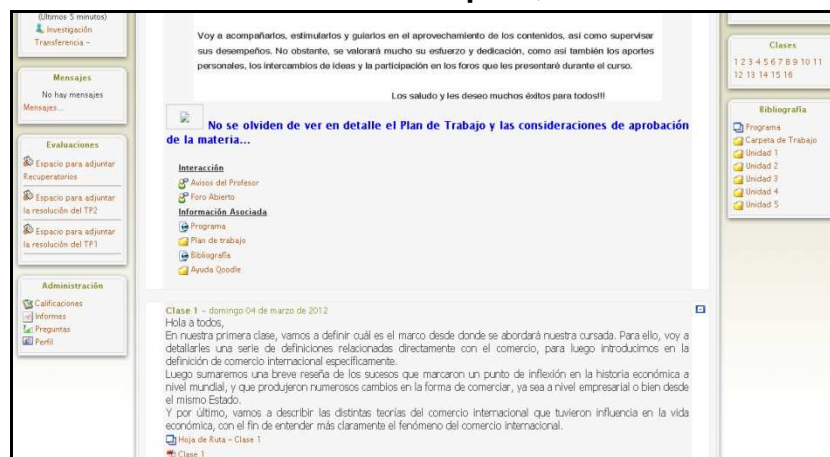 (Últimos 5 minutos)
Investigación
Transferencia -
Mensajes
No hay mensajes
Mensajes...
Evaluaciones
Espacio para adjuntar
Recuperatorios
Espacio para adjuntar
la resolución del TP2
Espacio para adjuntar
la resolución del TP1
Administración
Calificaciones
Informes
Preguntas
Perfil
Voy a acompañarlos, estimularlos y guiarlos en el aprovechamiento de los contenidos, así como supervisar
sus desempeños. No obstante, se valorará mucho su esfuerzo y dedicación, como así también los aportes
personales, los intercambios de ideas y la participación en los foros que les presentaré durante el curso.
Los saludo y les deseo muchos éxitos para todos!!!
No se olviden de ver en detalle el Plan de Trabajo y las consideraciones de aprobación
de la materia...
Interacción
Avisos del Profesor
Foro Abierto
Información Asociada
Programa
Plan de trabajo
Bibliografía
Ayuda Qoodle
Clase 1 - domingo 04 de marzo de 2012
Hola a todos,
En nuestra primera clase, vamos a definir cuál es el marco desde donde se abordará nuestra cursada. Para ello, voy a
detallarles una serie de definiciones relacionadas directamente con el comercio, para luego introducirnos en la
definición de comercio internacional específicamente.
Luego sumaremos una breve reseña de los sucesos que marcaron un punto de inflexión en la historia económica a
nivel mundial, y que produjeron numerosos cambios en la forma de comerciar, ya sea a nivel empresarial o bien desde
el mismo Estado.
Y por último, vamos a describir las distintas teorías del comercio internacional que tuvieron influencia en la vida
económica, con el fin de entender más claramente el fenómeno del comercio internacional.
Hoja de Ruta - Clase 1
Clase 1
Clases
1 2 3 4 5 6 7 8 9 10 11
12 13 14 15 16
Bibliografía
Programa
Carpeta de Trabajo
Unidad 1
Unidad 2
Unidad 3
Unidad 4
Unidad 5